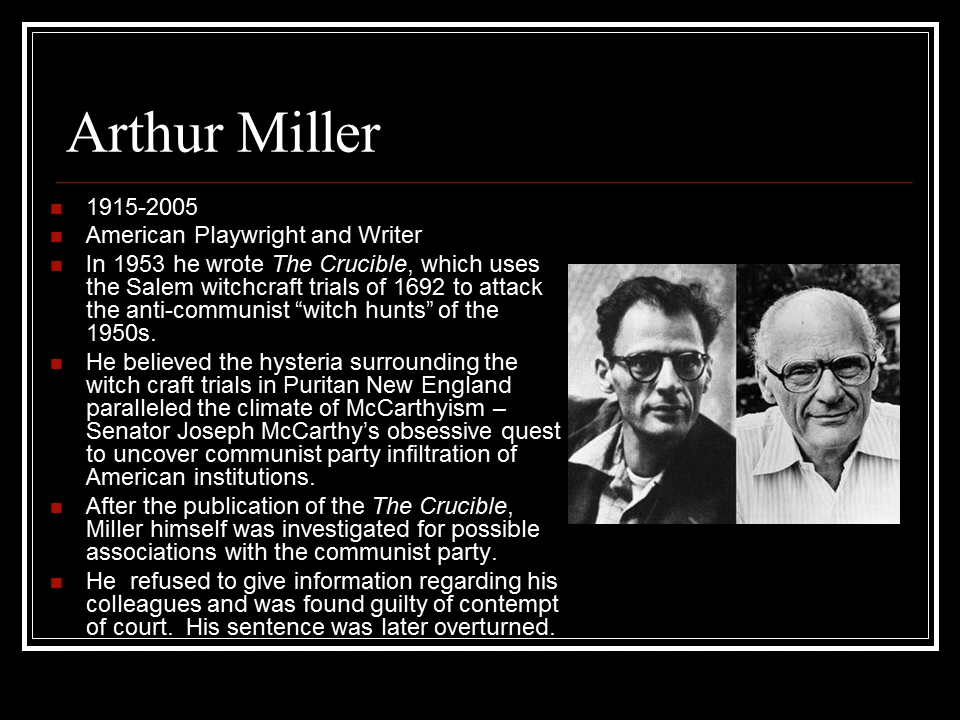 Arthur Miller
1915-2005
American Playwright and Writer
In 1953 he wrote The Crucible, which uses
the Salem witchcraft trials of 1692 to attack
the anti-communist “witch hunts” of the
1950s.
He believed the hysteria surrounding the
witch craft trials in Puritan New England
paralleled the climate of McCarthyism –
Senator Joseph McCarthy’s obsessive quest
to uncover communist party infiltration of
American institutions.
After the publication of the The Crucible,
Miller himself was investigated for possible
associations with the communist party.
He  refused to give information regarding his
colleagues and was found guilty of contempt
of court.  His sentence was later overturned.